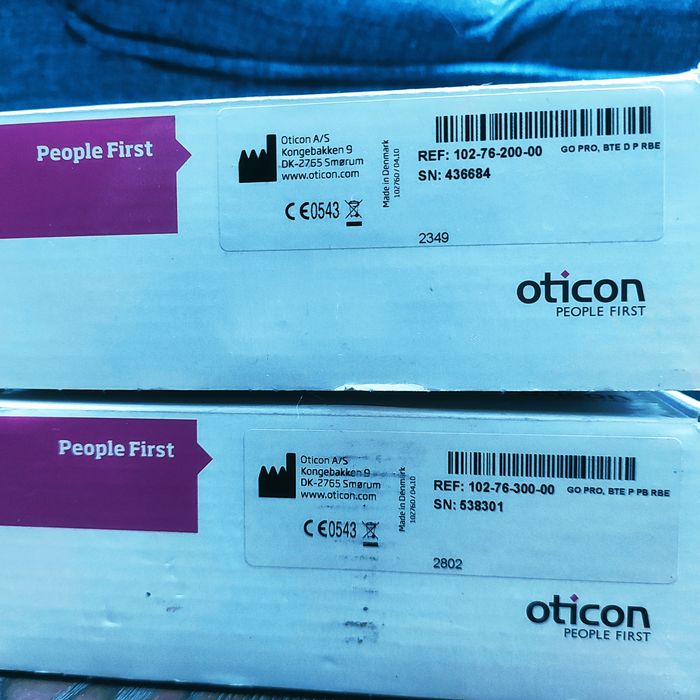 People First
Oticon A/S
Kongebakken 9
DK-2765 Smørum
www.oticon.com
CE0543
Made in Denmark
102760/04.10
REF: 102-76-200-00 GO PRO, BTE D P RBE
SN: 436684
2349
oticon
PEOPLE FIRST
People First
Oticon A/S
Kongebakken 9
DK-2765 Smørum
www.oticon.com
CE0543
Made in Denmark
102760/04.10
REF: 102-76-300-00 GO PRO, BTE P PB RBE
SN: 538301
2802
oticon
PEOPLE FIRST